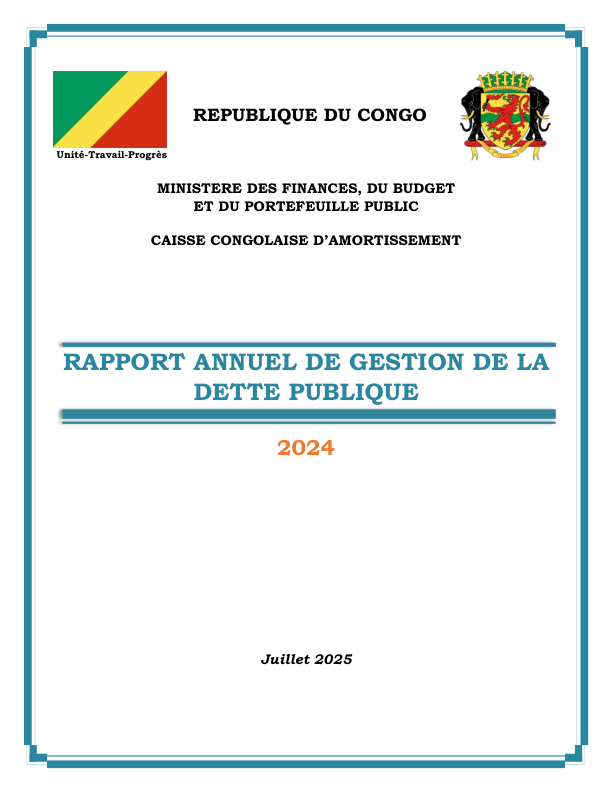 REPUBLIQUE DU CONGO
Unité-Travail-Progrès
MINISTERE DES FINANCES, DU BUDGET
ET DU PORTEFEUILLE PUBLIC
CAISSE CONGOLAISE D’AMORTISSEMENT
RAPPORT ANNUEL DE GESTION DE LA
DETTE PUBLIQUE
2024
Juillet 2025